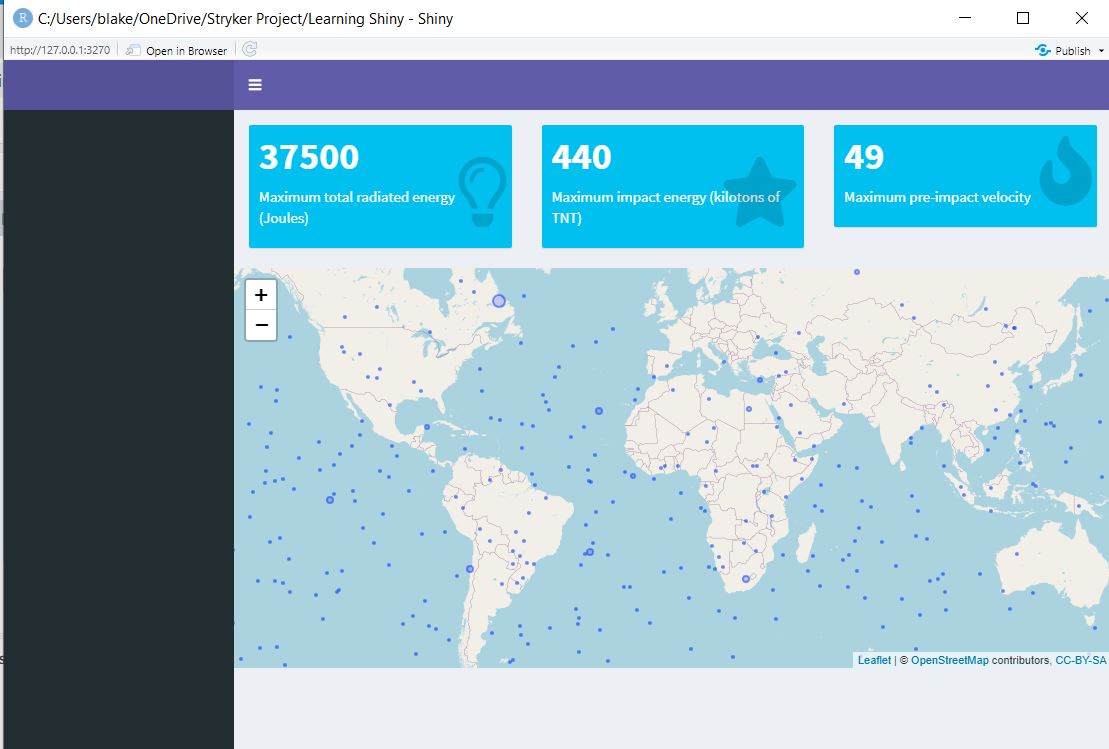 R C:/Users/blake/OneDrive/Stryker Project/Learning Shiny - Shiny
http://127.0.0.1:3270 Open in Browser Publish
37500
Maximum total radiated energy
(Joules)
440
Maximum impact energy (kilotons of
TNT)
49
Maximum pre-impact velocity
+
−
Leaflet | © OpenStreetMap contributors, CC-BY-SA